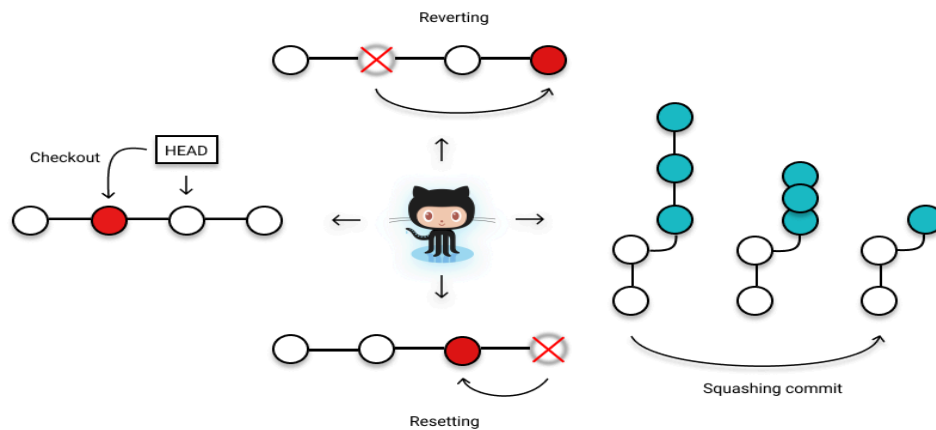 Reverting
Checkout
HEAD
Squashing commit
Resetting